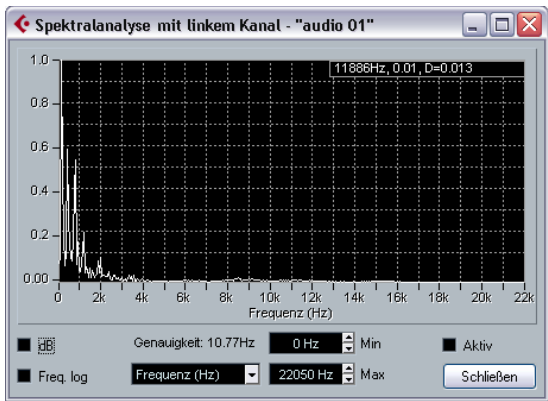 Spektralanalyse mit linkem Kanal - "audio 01"
11886Hz, 0.01, D=0.013
1.0
0.8
0.6
0.4
0.2
0.00
0 2k 4k 6k 8k 10k 12k 14k 16k 18k 20k 22k
Frequenz (Hz)
dB Genauigkeit: 10.77Hz 0 Hz Min Aktiv
Freq. log Frequenz (Hz) 22050 Hz Max Schließen